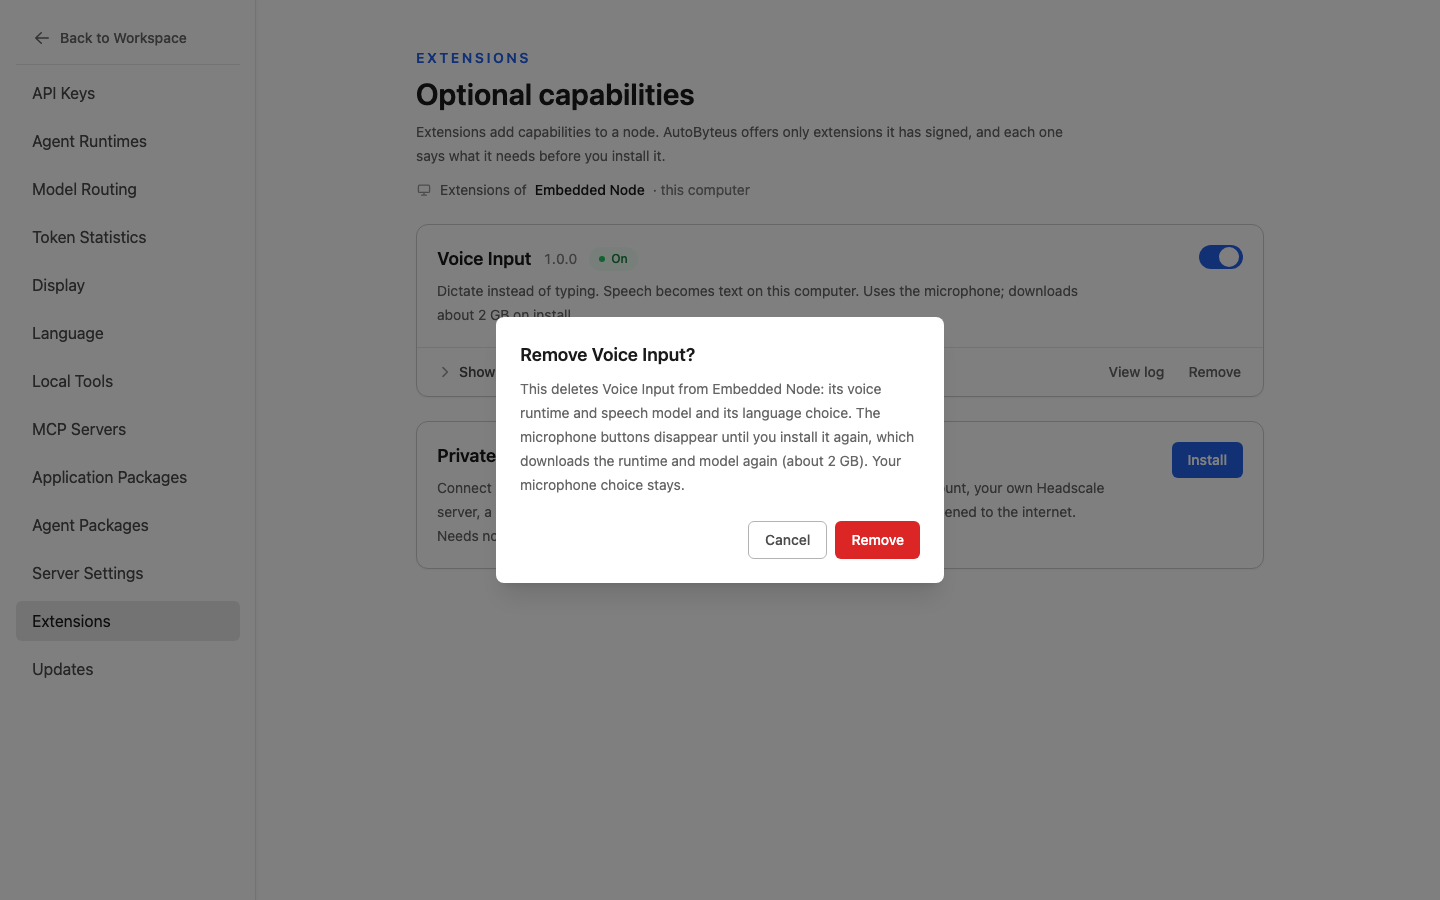 Back to Workspace
API Keys
Agent Runtimes
Model Routing
Token Statistics
Display
Language
Local Tools
MCP Servers
Application Packages
Agent Packages
Server Settings
Extensions
Updates
EXTENSIONS
Optional capabilities
Extensions add capabilities to a node. AutoByteus offers only extensions it has signed, and each one
says what it needs before you install it.
Extensions of Embedded Node · this computer
Voice Input 1.0.0 On
Dictate instead of typing. Speech becomes text on this computer. Uses the microphone; downloads
about 2 GB on install.
Show
View log Remove
Remove Voice Input?
This deletes Voice Input from Embedded Node: its voice
runtime and speech model and its language choice. The
microphone buttons disappear until you install it again, which
downloads the runtime and model again (about 2 GB). Your
microphone choice stays.
Cancel Remove
Private
Install
Connect
your own Headscale
server, a
to the internet.
Needs